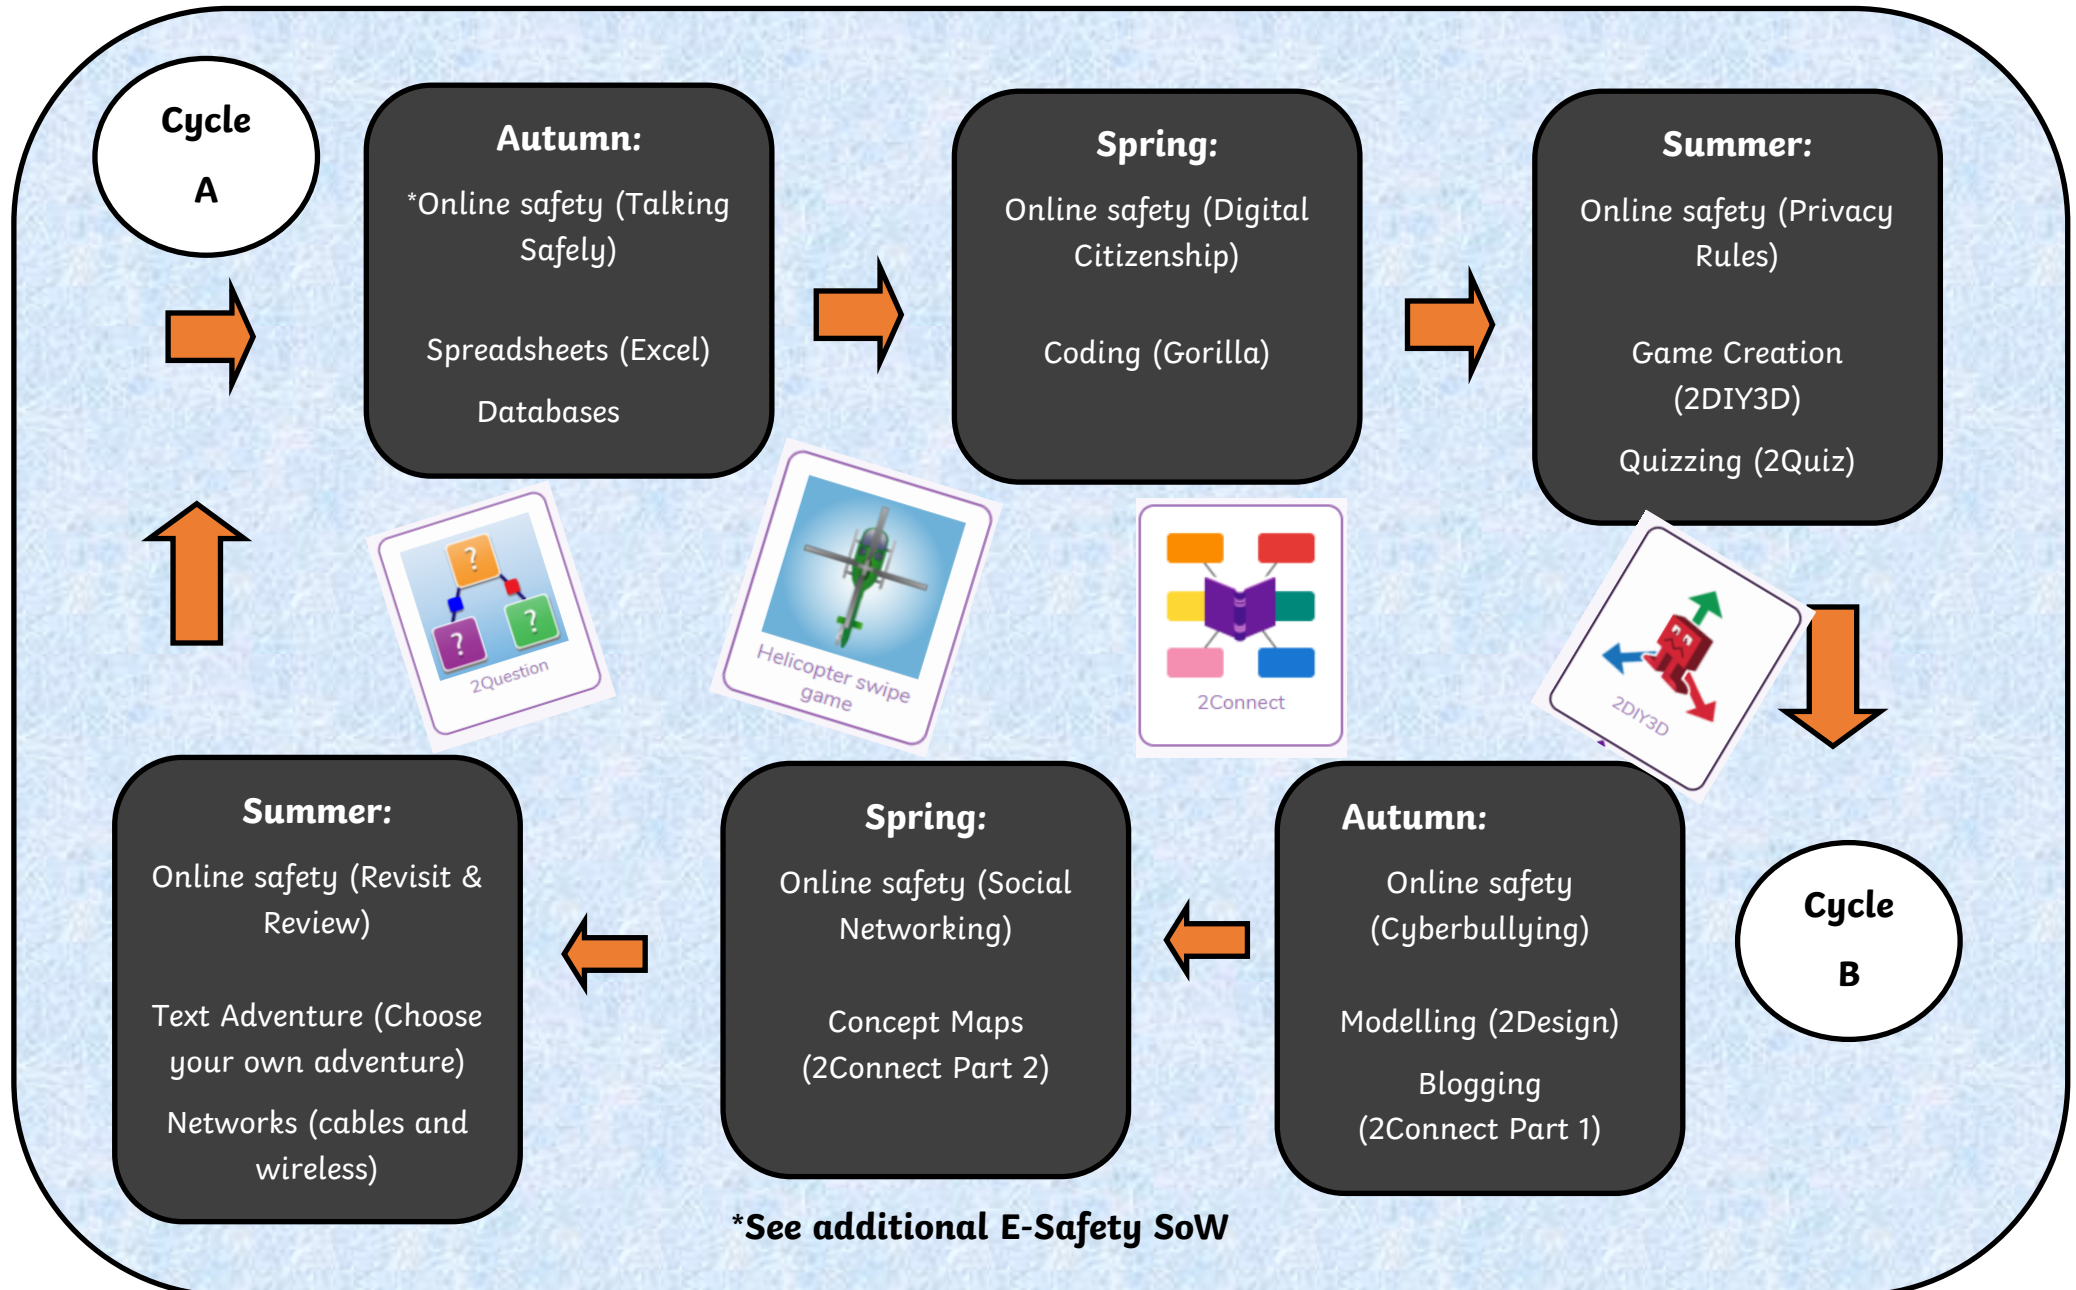 Cycle
A
Autumn:
*Online safety (Talking
Safely)
Spreadsheets (Excel)
Databases
Spring:
Online safety (Digital
Citizenship)
Coding (Gorilla)
Summer:
Online safety (Privacy
Rules)
Game Creation
(2DIY3D)
Quizzing (2Quiz)
? 
? ?
2Question
Helicopter swipe
game
2Connect
2DIY3D
Cycle
B
Autumn:
Online safety
(Cyberbullying)
Modelling (2Design)
Blogging
(2Connect Part 1)
Spring:
Online safety (Social
Networking)
Concept Maps
(2Connect Part 2)
Summer:
Online safety (Revisit &
Review)
Text Adventure (Choose
your own adventure)
Networks (cables and
wireless)
*See additional E-Safety SoW